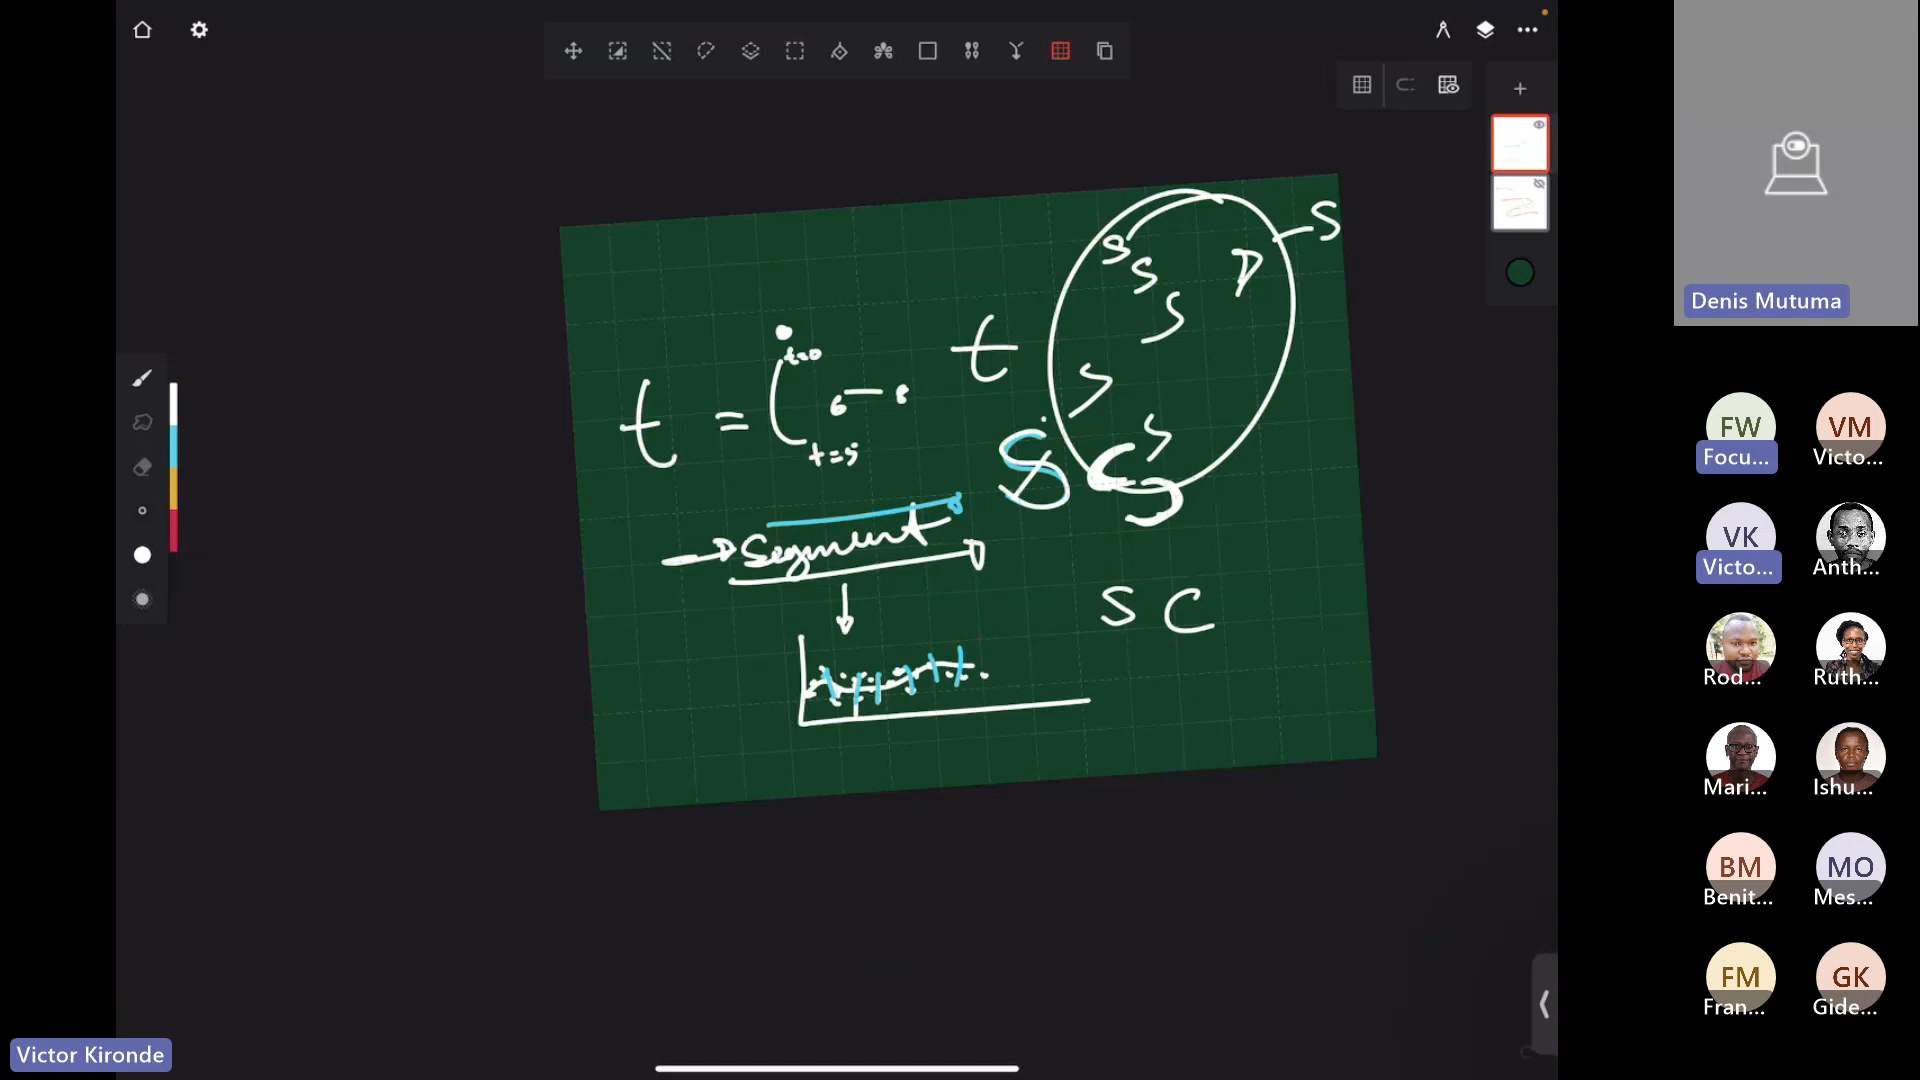 S
S
S
D
S
t
t=0
t = 6 – 8
t=5
S
S
S
Segment
S C
Denis Mutuma
FW VM
Focu... Victo...
VK
Victo... Anth...
Rod... Ruth...
Mari... Ishu...
BM MO
Benit... Mes...
FM GK
Fran... Gide...
Victor Kironde